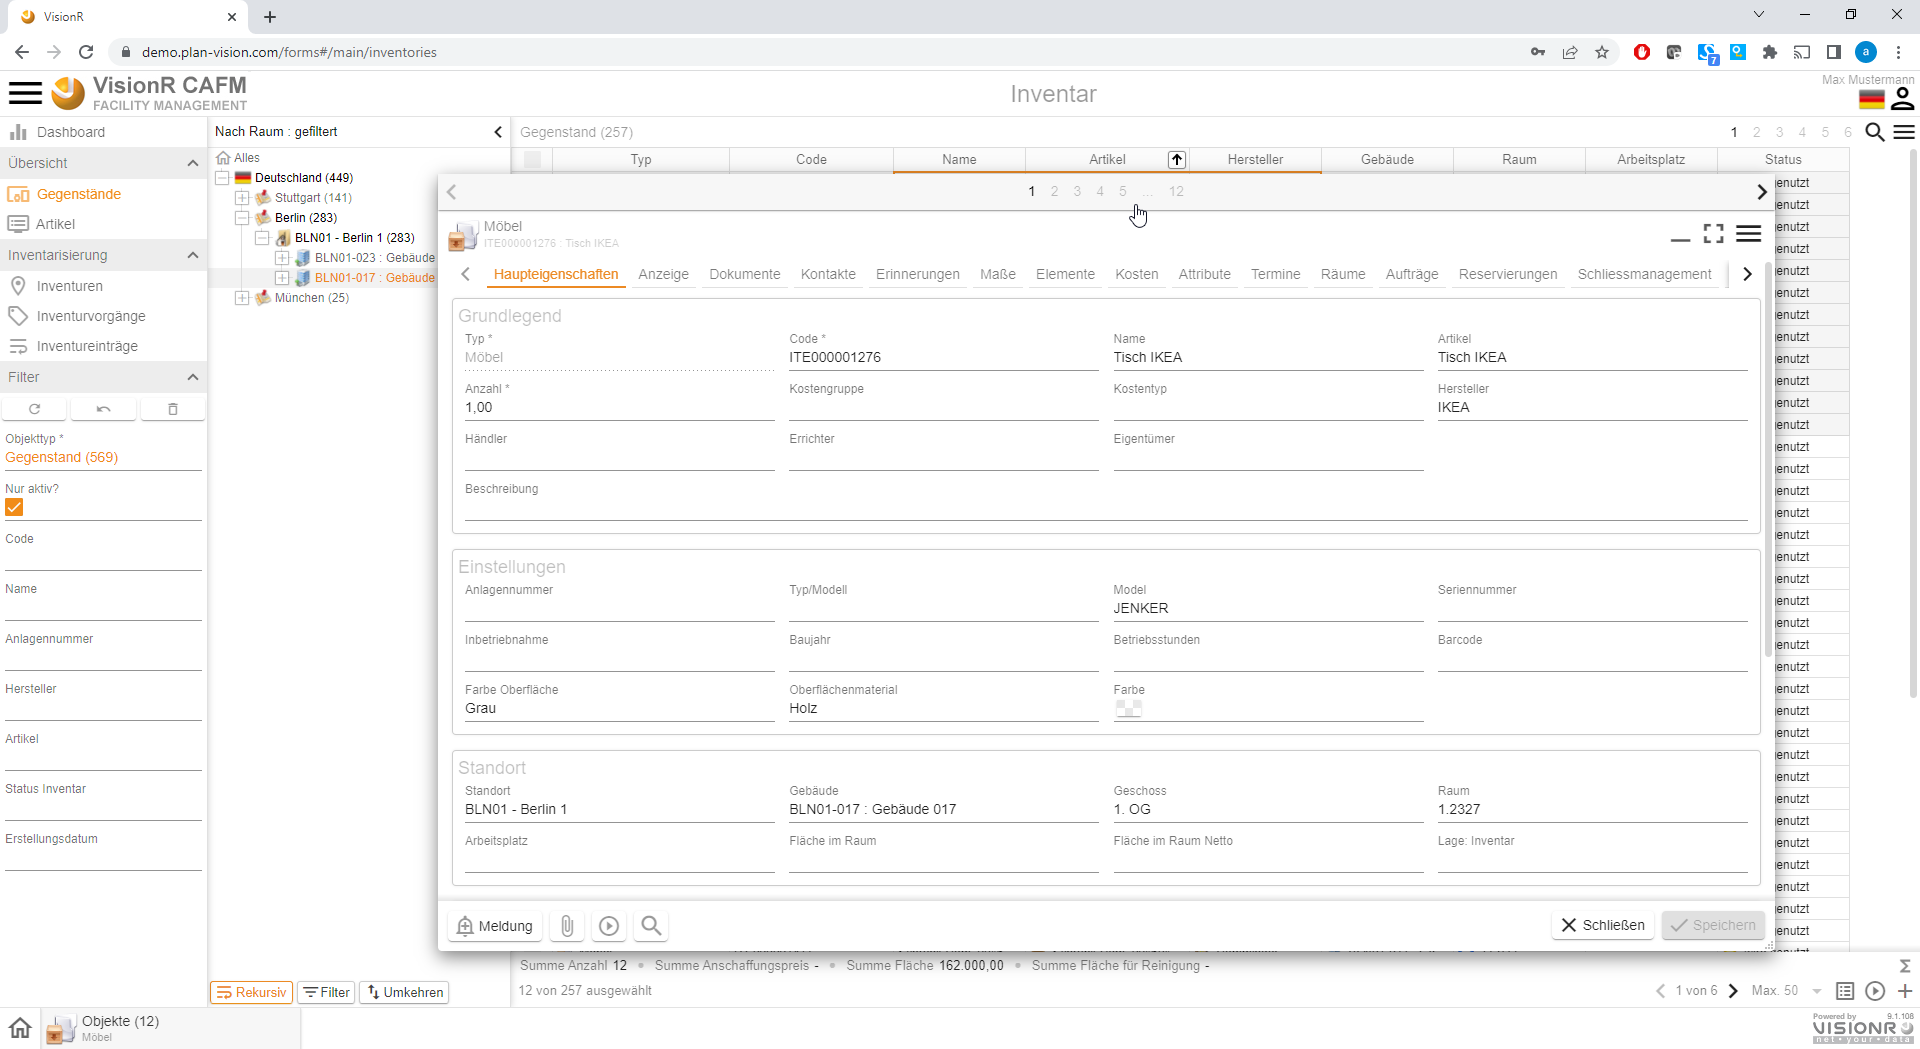 VisionR
demo.plan-vision.com/forms#/main/inventories
a
7
VisionR CAFM
FACILITY MANAGEMENT
Inventar
Max Mustermann
Dashboard
Übersicht
Gegenstände
Artikel
Inventarisierung
Inventuren
Inventurvorgänge
Inventureinträge
Filter
Objekttyp *
Gegenstand (569)
Nur aktiv?
Code
Name
Anlagennummer
Hersteller
Artikel
Status Inventar
Erstellungsdatum
Nach Raum : gefiltert
Alles
Deutschland (449)
Stuttgart (141)
Berlin (283)
BLN01 - Berlin 1 (283)
BLN01-023 : Gebäude
BLN01-017 : Gebäude
München (25)
Rekursiv Filter Umkehren
Gegenstand (257)
1 2 3 4 5 6
Typ Code Name Artikel Hersteller Gebäude Raum Arbeitsplatz Status
1 2 3 4 5 ... 12
Möbel
ITE000001276 : Tisch IKEA
Haupteigenschaften Anzeige Dokumente Kontakte Erinnerungen Maße Elemente Kosten Attribute Termine Räume Aufträge Reservierungen Schliessmanagement
Grundlegend
Typ * Code * Name Artikel
Möbel ITE000001276 Tisch IKEA Tisch IKEA
Anzahl * Kostengruppe Kostentyp Hersteller
1,00 IKEA
Händler Errichter Eigentümer
Beschreibung
Einstellungen
Anlagennummer Typ/Modell Model Seriennummer
JENKER
Inbetriebnahme Baujahr Betriebsstunden Barcode
Farbe Oberfläche Oberflächenmaterial Farbe
Grau Holz
Standort
Standort Gebäude Geschoss Raum
BLN01 - Berlin 1 BLN01-017 : Gebäude 017 1. OG 1.2327
Arbeitsplatz Fläche im Raum Fläche im Raum Netto Lage: Inventar
Meldung Schließen Speichern
Summe Anzahl 12 • Summe Anschaffungspreis - • Summe Fläche 162.000,00 • Summe Fläche für Reinigung -
12 von 257 ausgewählt
1 von 6 Max. 50
Objekte (12)
Möbel
Powered by 9.1.108
VISIONR
net • your • data